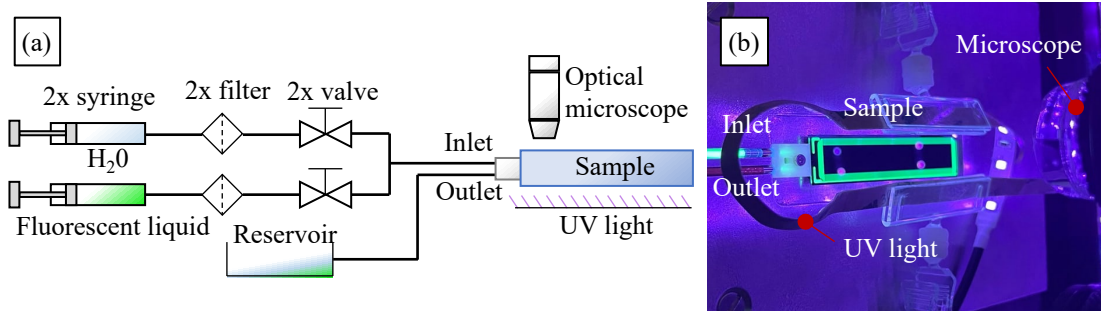 (a)
2x syringe
2x filter
2x valve
Optical
microscope
H20
Inlet
Sample
Outlet
Fluorescent liquid
UV light
Reservoir
(b)
Microscope
Sample
Inlet
Outlet
UV light